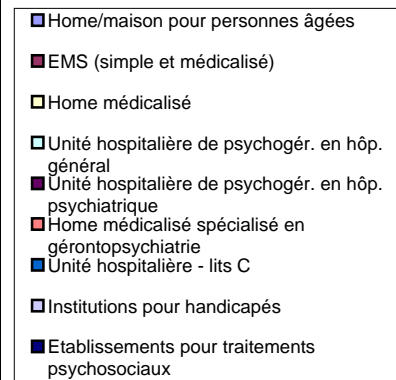 Home/maison pour personnes âgées
EMS (simple et médicalisé)
Home médicalisé
Unité hospitalière de psychogér. en hôp.
général
Unité hospitalière de psychogér. en hôp.
psychiatrique
Home médicalisé spécialisé en
gérontopsychiatrie
Unité hospitalière - lits C
Institutions pour handicapés
Etablissements pour traitements
psychosociaux